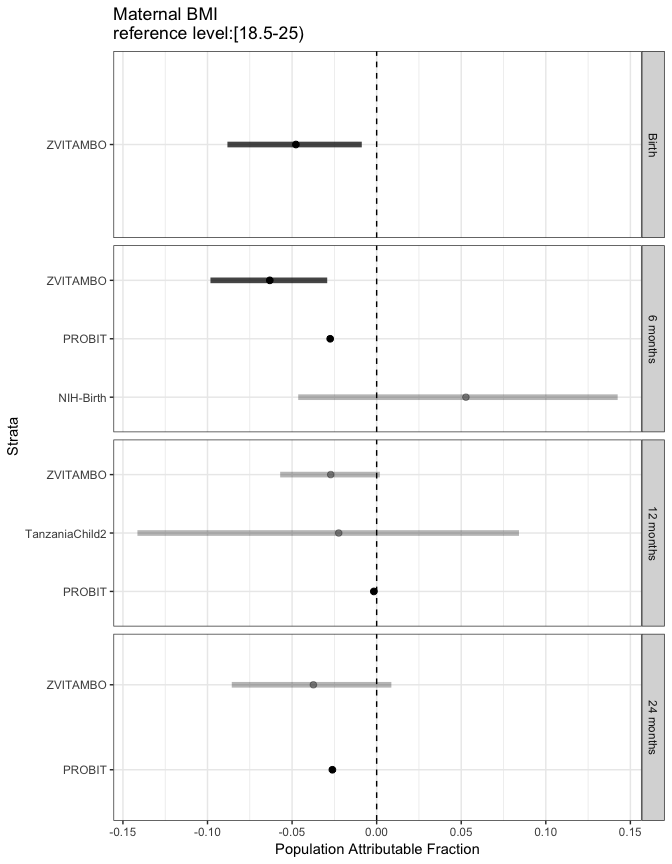 Maternal BMI
reference level:[18.5-25)
Strata
ZVITAMBO
Birth
ZVITAMBO
PROBIT
NIH-Birth
6 months
ZVITAMBO
TanzaniaChild2
PROBIT
12 months
ZVITAMBO
PROBIT
24 months
-0.15 -0.10 -0.05 0.00 0.05 0.10 0.15
Population Attributable Fraction